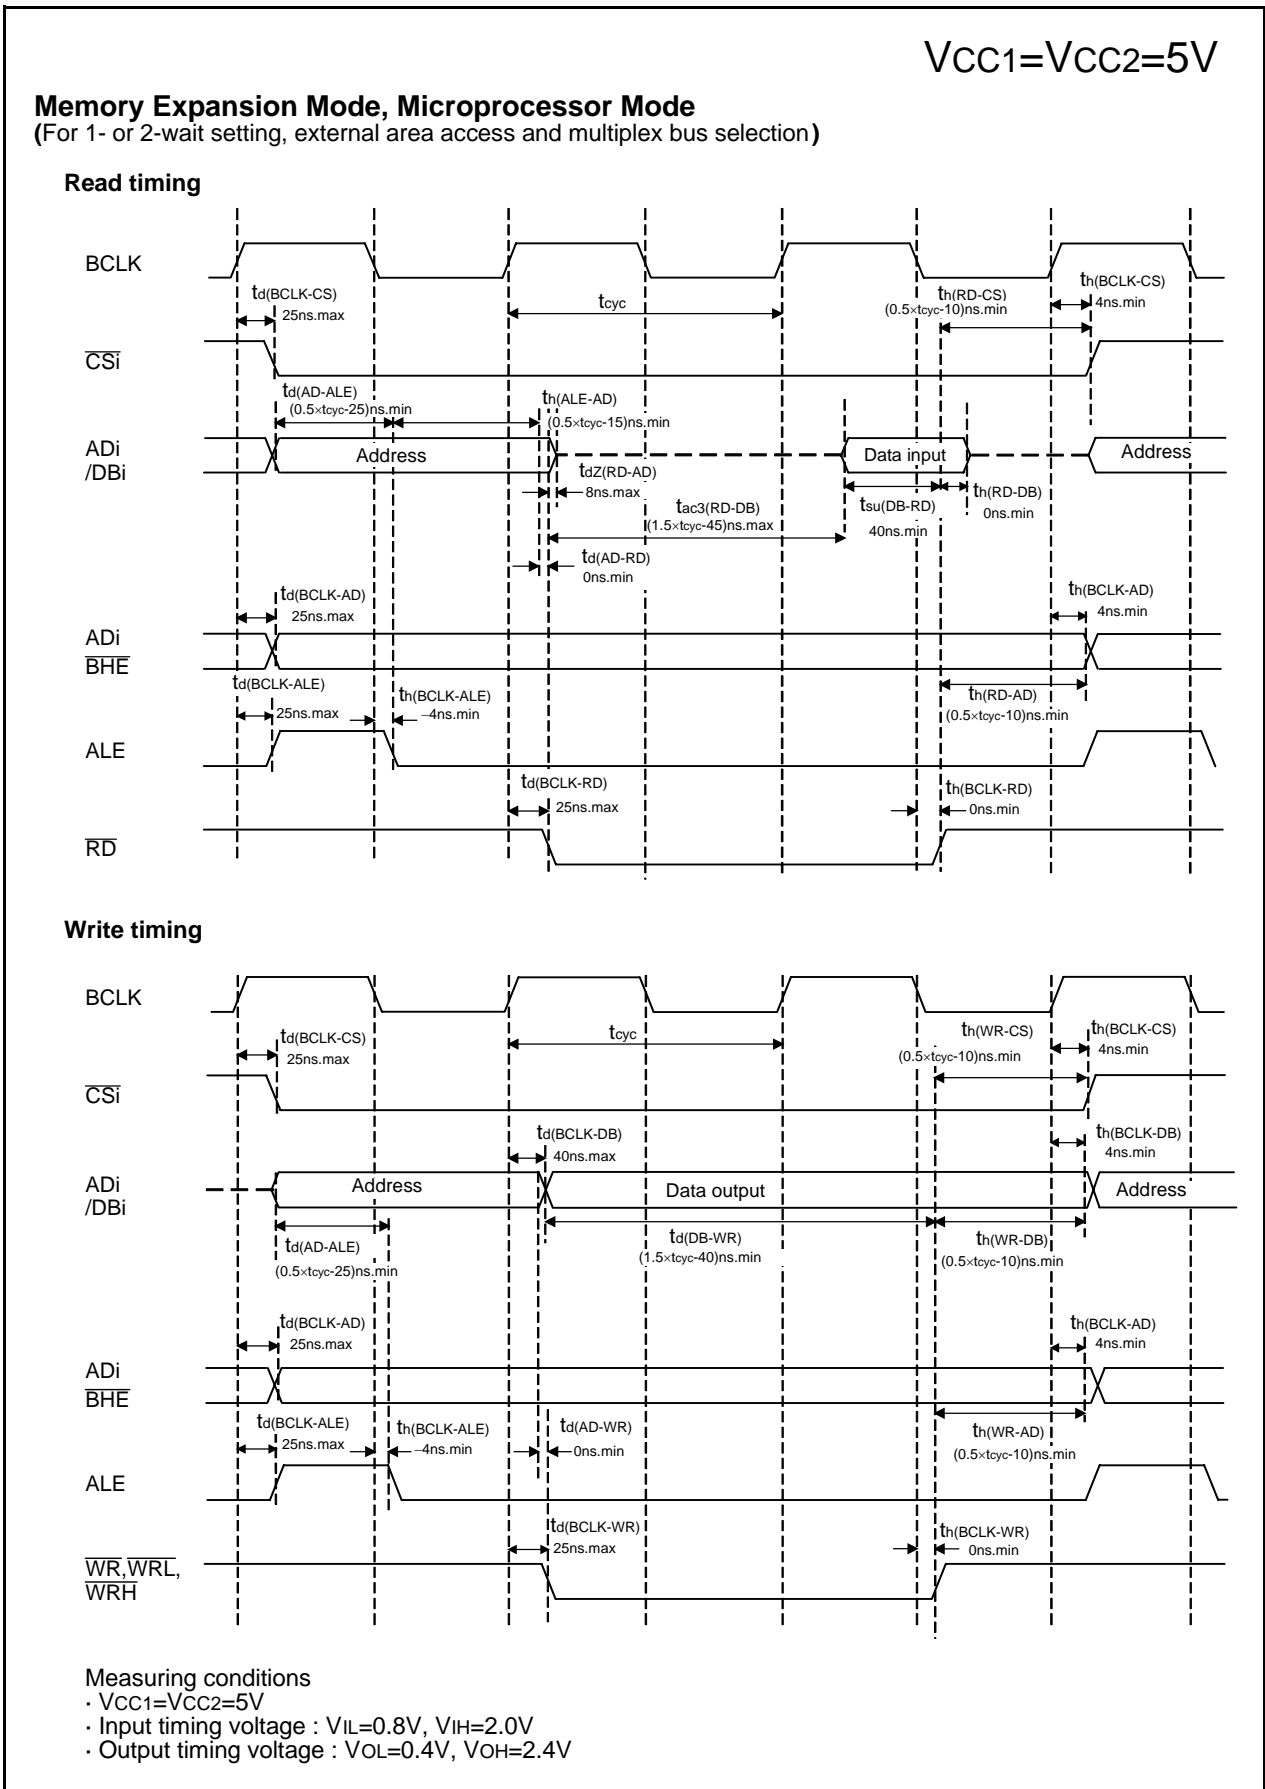 VCC1=VCC2=5V
Memory Expansion Mode, Microprocessor Mode
(For 1- or 2-wait setting, external area access and multiplex bus selection)
Read timing
BCLK
td(BCLK-CS)
25ns.max
tcyc
th(RD-CS)
(0.5×tcyc-10)ns.min
th(BCLK-CS)
4ns.min
CSi
td(AD-ALE)
(0.5×tcyc-25)ns.min
th(ALE-AD)
(0.5×tcyc-15)ns.min
ADi
/DBi
Address
Data input
Address
tdZ(RD-AD)
8ns.max
tac3(RD-DB)
(1.5×tcyc-45)ns.max
tsu(DB-RD)
40ns.min
th(RD-DB)
0ns.min
td(AD-RD)
0ns.min
td(BCLK-AD)
25ns.max
th(BCLK-AD)
4ns.min
ADi
BHE
td(BCLK-ALE)
25ns.max
th(BCLK-ALE)
−4ns.min
th(RD-AD)
(0.5×tcyc-10)ns.min
ALE
td(BCLK-RD)
25ns.max
th(BCLK-RD)
0ns.min
RD
Write timing
BCLK
td(BCLK-CS)
25ns.max
tcyc
th(WR-CS)
(0.5×tcyc-10)ns.min
th(BCLK-CS)
4ns.min
CSi
td(BCLK-DB)
40ns.max
th(BCLK-DB)
4ns.min
ADi
/DBi
Address
Data output
Address
td(AD-ALE)
(0.5×tcyc-25)ns.min
td(DB-WR)
(1.5×tcyc-40)ns.min
th(WR-DB)
(0.5×tcyc-10)ns.min
td(BCLK-AD)
25ns.max
th(BCLK-AD)
4ns.min
ADi
BHE
td(BCLK-ALE)
25ns.max
th(BCLK-ALE)
−4ns.min
td(AD-WR)
0ns.min
th(WR-AD)
(0.5×tcyc-10)ns.min
ALE
td(BCLK-WR)
25ns.max
th(BCLK-WR)
0ns.min
WR,WRL,
WRH
Measuring conditions
· VCC1=VCC2=5V
· Input timing voltage : VIL=0.8V, VIH=2.0V
· Output timing voltage : VOL=0.4V, VOH=2.4V